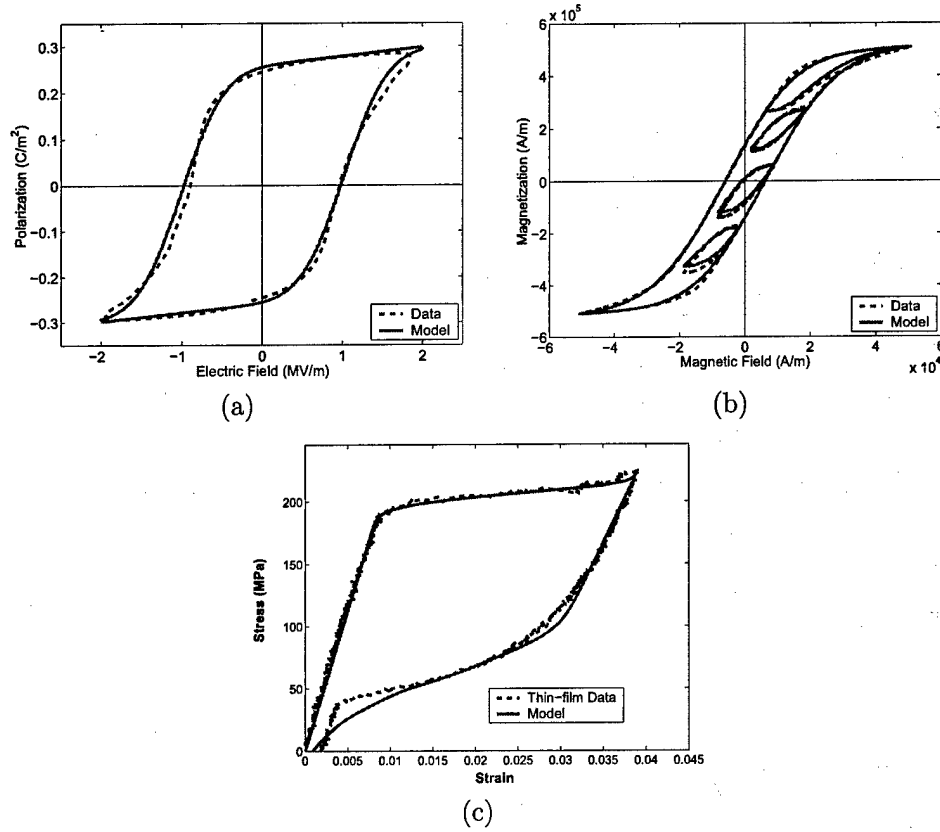 0.3
0.2
0.1
0
−0.1
−0.2
−0.3
Polarization (C/m²)
−2
−1
0
1
2
Electric Field (MV/m)
Data
Model
(a)
x 10⁵
6
4
2
0
−2
−4
−6
Magnetization (A/m)
−6
−4
−2
0
2
4
6
x 10⁴
Magnetic Field (A/m)
Data
Model
(b)
200
150
100
50
0
Stress (MPa)
0
0.005
0.01
0.015
0.02
0.025
0.03
0.035
0.04
0.045
Strain
Thin−film Data
Model
(c)